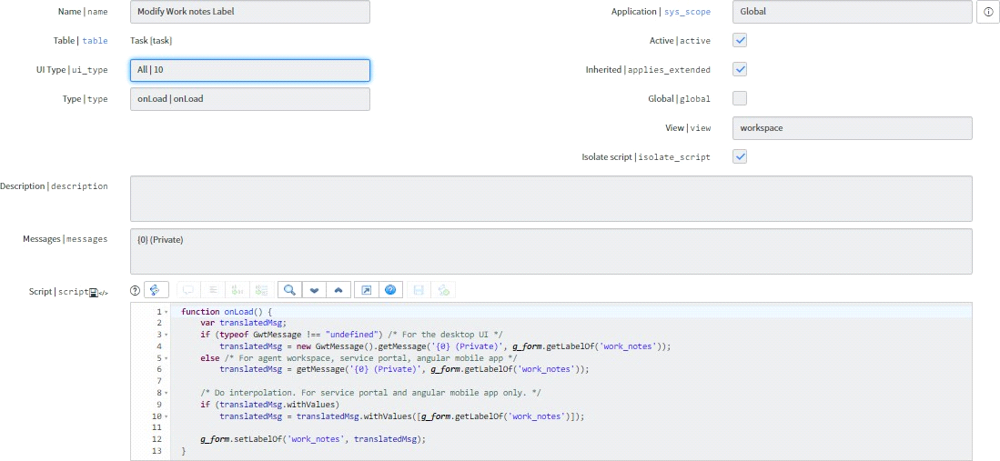 Name | name Modify Work notes Label Application | sys_scope Global
Table | table Task [task] Active | active
UI Type | ui_type All | 10 Inherited | applies_extended
Type | type onLoad | onLoad Global | global
View | view workspace
Isolate script | isolate_script
Description | description
Messages | messages {0} (Private)
Script | script
1 function onLoad() {
2 var translatedMsg;
3 if (typeof GwtMessage !== "undefined") /* For the desktop UI */
4 translatedMsg = new GwtMessage().getMessage('{0} (Private)', g_form.getLabelOf('work_notes'));
5 else /* For agent workspace, service portal, angular mobile app */
6 translatedMsg = getMessage('{0} (Private)', g_form.getLabelOf('work_notes'));
7
8 /* Do interpolation. For service portal and angular mobile app only. */
9 if (translatedMsg.withValues)
10 translatedMsg = translatedMsg.withValues([g_form.getLabelOf('work_notes')]);
11
12 g_form.setLabelOf('work_notes', translatedMsg);
13 }